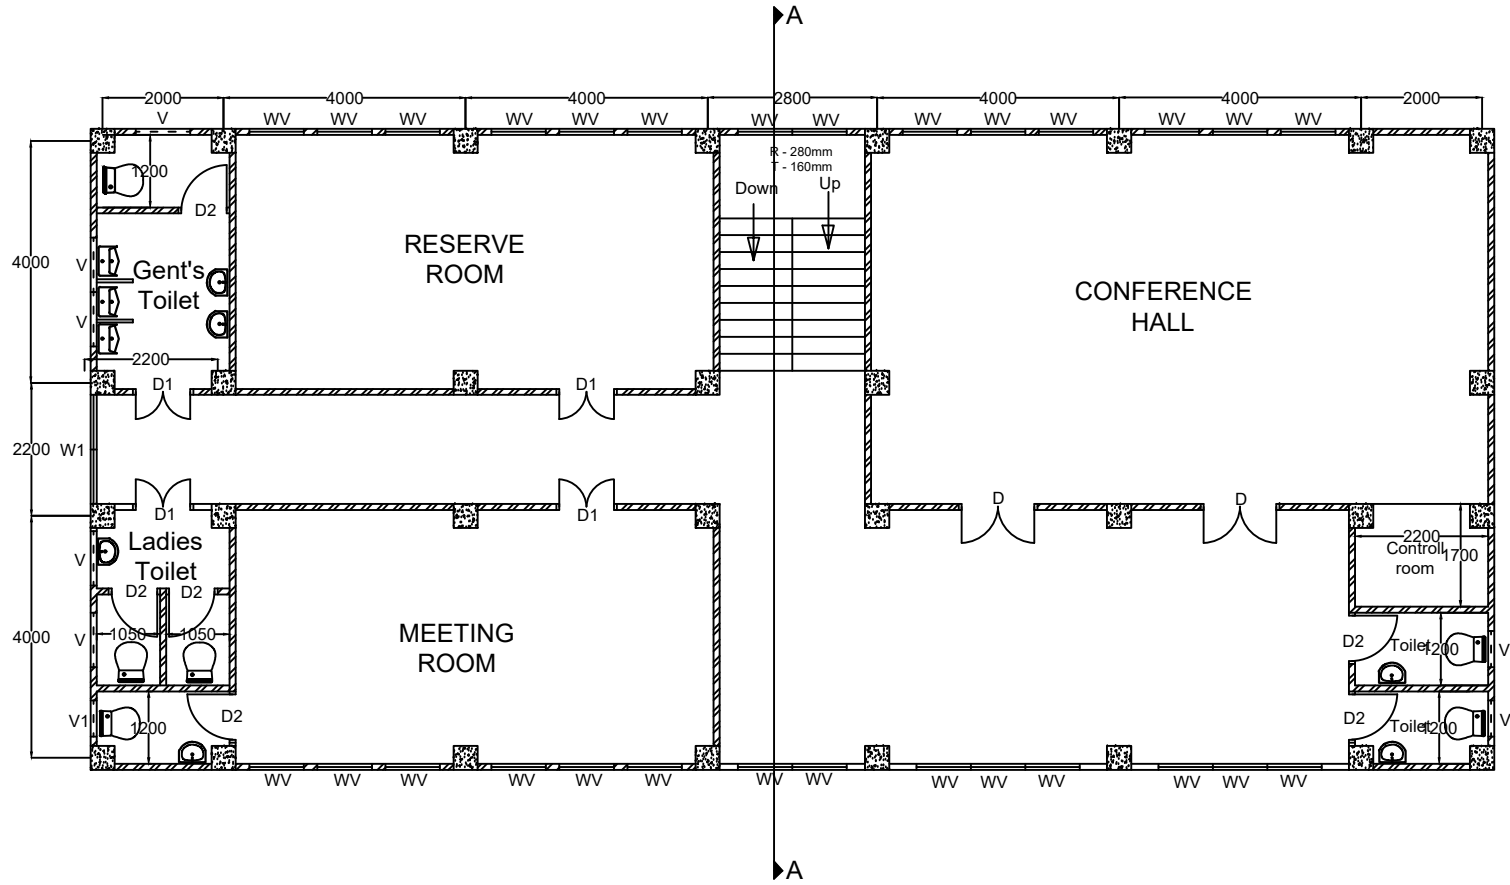 A
2000 4000 4000 2800 4000 4000 2000
V WV WV WV WV WV WV WV WV WV WV WV WV WV WV
R - 280mm
T - 160mm
1200
Down Up
D2
RESERVE
ROOM
4000 V
Gent's
Toilet
CONFERENCE
HALL
V
2200
D1 D1
2200 W1
D D
D1 D1
Ladies
Toilet
2200
Controll
room
1700
V
D2 D2
4000 V
1050 1050
MEETING
ROOM
D2 Toilet 1200 V
V1 1200 D2
D2 Toilet 1200 V
WV WV WV WV WV WV WV WV WV WV WV WV WV WV
A